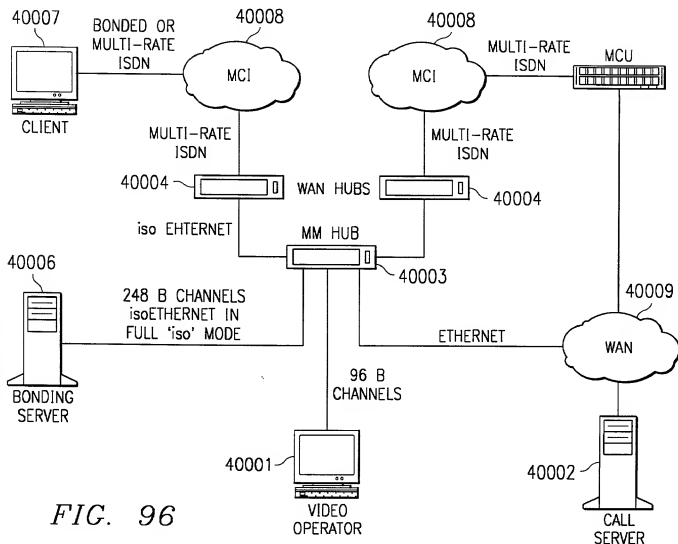 40007
BONDED OR
MULTI-RATE
ISDN
CLIENT
40008
MCI
40008
MCI
MULTI-RATE
ISDN
MCU
MULTI-RATE
ISDN
MULTI-RATE
ISDN
40004
WAN HUBS
40004
iso EHTERNET
MM HUB
40003
40006
248 B CHANNELS
isoETHERNET IN
FULL 'iso' MODE
BONDING
SERVER
ETHERNET
40009
WAN
96 B
CHANNELS
40001
VIDEO
OPERATOR
40002
CALL
SERVER
FIG. 96